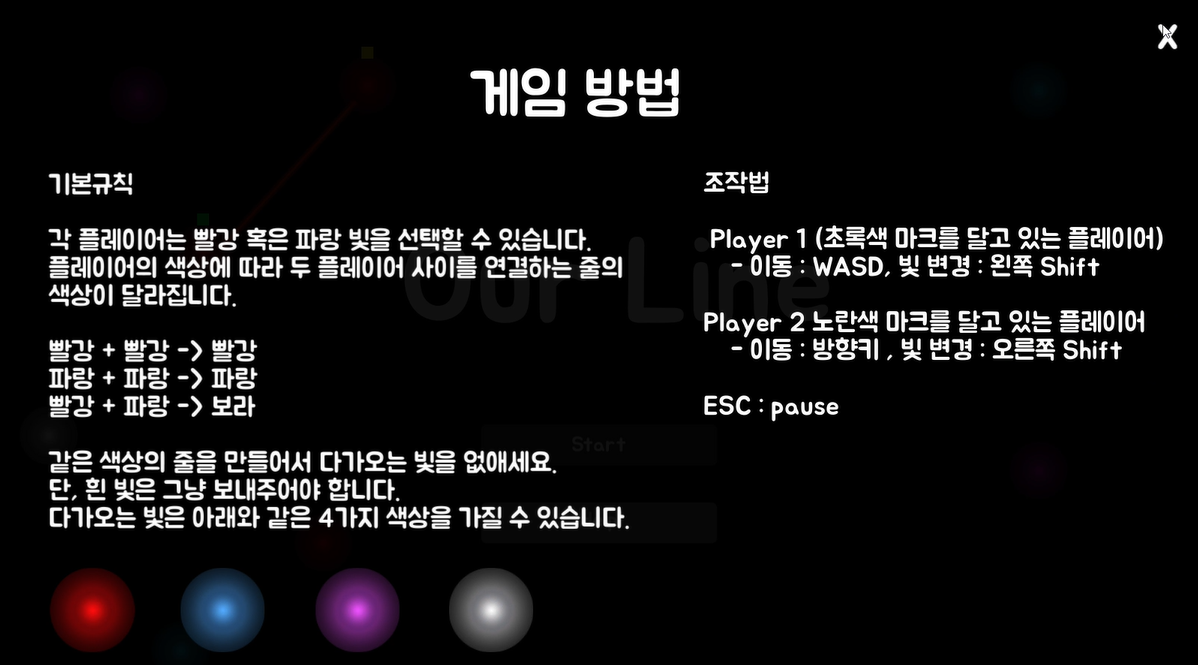 X
게임 방법
기본규칙
각 플레이어는 빨강 혹은 파랑 빛을 선택할 수 있습니다.
플레이어의 색상에 따라 두 플레이어 사이를 연결하는 줄의
색상이 달라집니다.
빨강 + 빨강 -> 빨강
파랑 + 파랑 -> 파랑
빨강 + 파랑 -> 보라
같은 색상의 줄을 만들어서 다가오는 빛을 없애세요.
단, 흰 빛은 그냥 보내주어야 합니다.
다가오는 빛은 아래와 같은 4가지 색상을 가질 수 있습니다.
조작법
Player 1 (초록색 마크를 달고 있는 플레이어)
- 이동 : WASD, 빛 변경 : 왼쪽 Shift
Player 2 노란색 마크를 달고 있는 플레이어
- 이동 : 방향키 , 빛 변경 : 오른쪽 Shift
ESC : pause
Our Line
Start